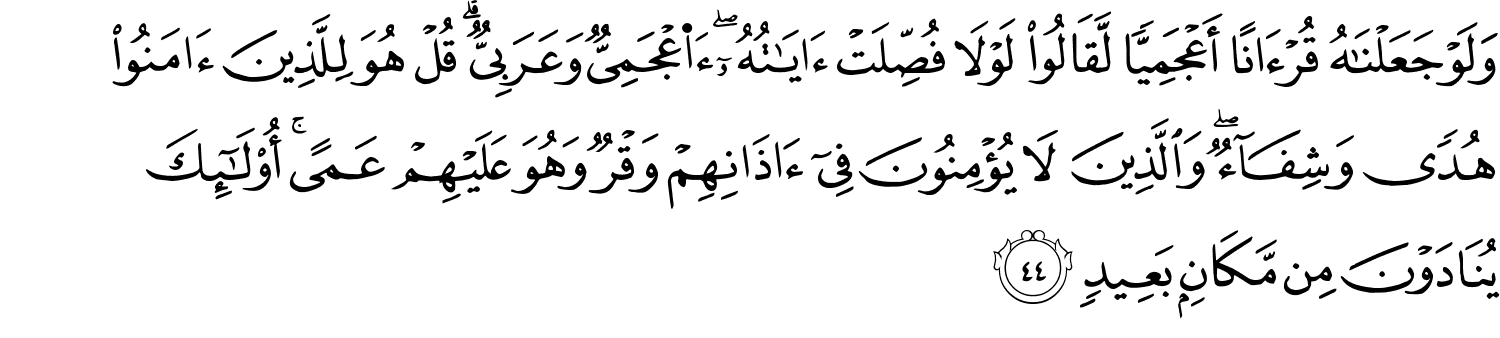 وَلَوْ جَعَلْنَٰهُ قُرْءَانًا أَعْجَمِيًّا لَّقَالُوا۟ لَوْلَا فُصِّلَتْ ءَايَٰتُهُۥٓ ۖ ءَا۬عْجَمِىٌّ وَعَرَبِىٌّ ۗ قُلْ هُوَ لِلَّذِينَ ءَامَنُوا۟
هُدًى وَشِفَآءٌ ۖ وَٱلَّذِينَ لَا يُؤْمِنُونَ فِىٓ ءَاذَانِهِمْ وَقْرٌ وَهُوَ عَلَيْهِمْ عَمًى ۚ أُو۟لَٰٓئِكَ
يُنَادَوْنَ مِن مَّكَانٍۭ بَعِيدٍ ٤٤